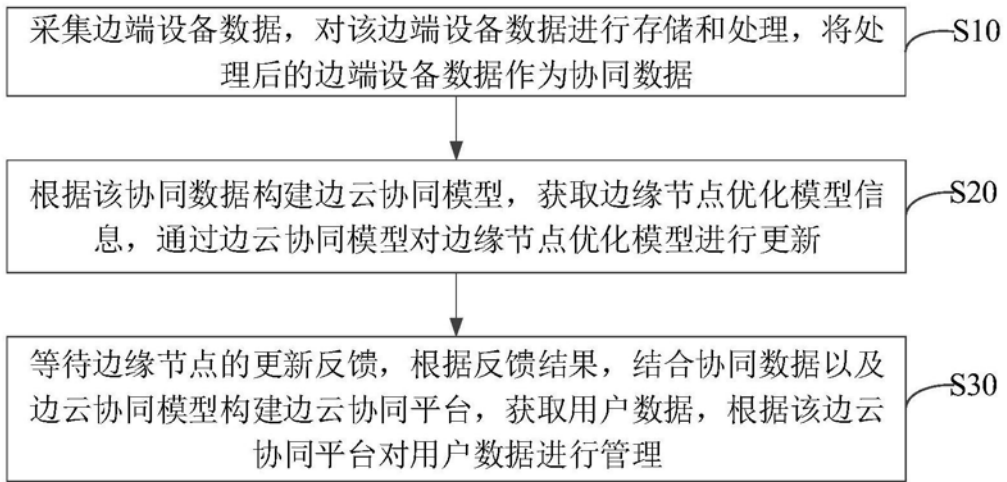 采集边端设备数据，对该边端设备数据进行存储和处理，将处
理后的边端设备数据作为协同数据
S10
根据该协同数据构建边云协同模型，获取边缘节点优化模型信
息，通过边云协同模型对边缘节点优化模型进行更新
S20
等待边缘节点的更新反馈，根据反馈结果，结合协同数据以及
边云协同模型构建边云协同平台，获取用户数据，根据该边云
协同平台对用户数据进行管理
S30